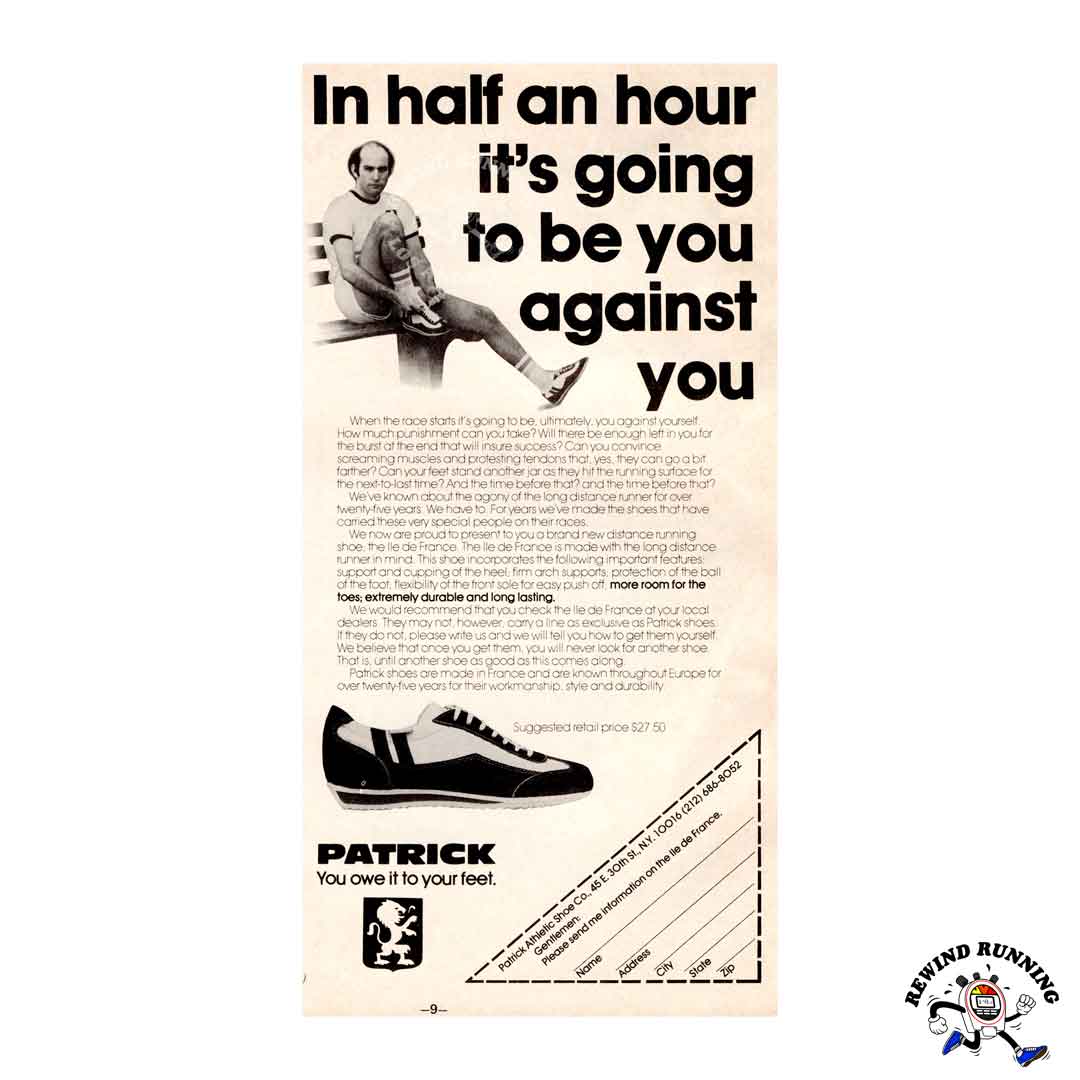 In half an hour
it's going
to be you
against
you
When the race starts it's going to be, ultimately, you against yourself.
How much punishment can you take? Will there be enough left in you for
the burst at the end that will insure success? Can you convince
screaming muscles and protesting tendons that, yes, they can go a bit
farther? Can your feet stand another jar as they hit the running surface for
the next-to-last time? And the time before that? and the time before that?
We've known about the agony of the long distance runner for over
twenty-five years. We have to. For years we've made the shoes that have
carried these very special people on their races.
We now are proud to present to you a brand new distance running
shoe, the Ile de France. The Ile de France is made with the long distance
runner in mind. This shoe incorporates the following important features:
support and cupping of the heel; firm arch supports; protection of the ball
of the foot; flexibility of the front sole for easy push off; more room for the
toes; extremely durable and long lasting.
We would recommend that you check the Ile de France at your local
dealers. They may not, however, carry a line as exclusive as Patrick shoes.
If they do not, please write us and we will tell you how to get them yourself.
We believe that once you get them, you will never look for another shoe.
That is, until another shoe as good as this comes along.
Patrick shoes are made in France and are known throughout Europe for
over twenty-five years for their workmanship, style and durability.
Suggested retail price $27.50
PATRICK
You owe it to your feet.
Patrick Athletic Shoe Co., 45 E. 30th St., N.Y. 10016 (212) 686-8052
Gentlemen:
Please send me information on the Ile de France.
Name
Address
City
State
Zip
—9—
REWIND RUNNING